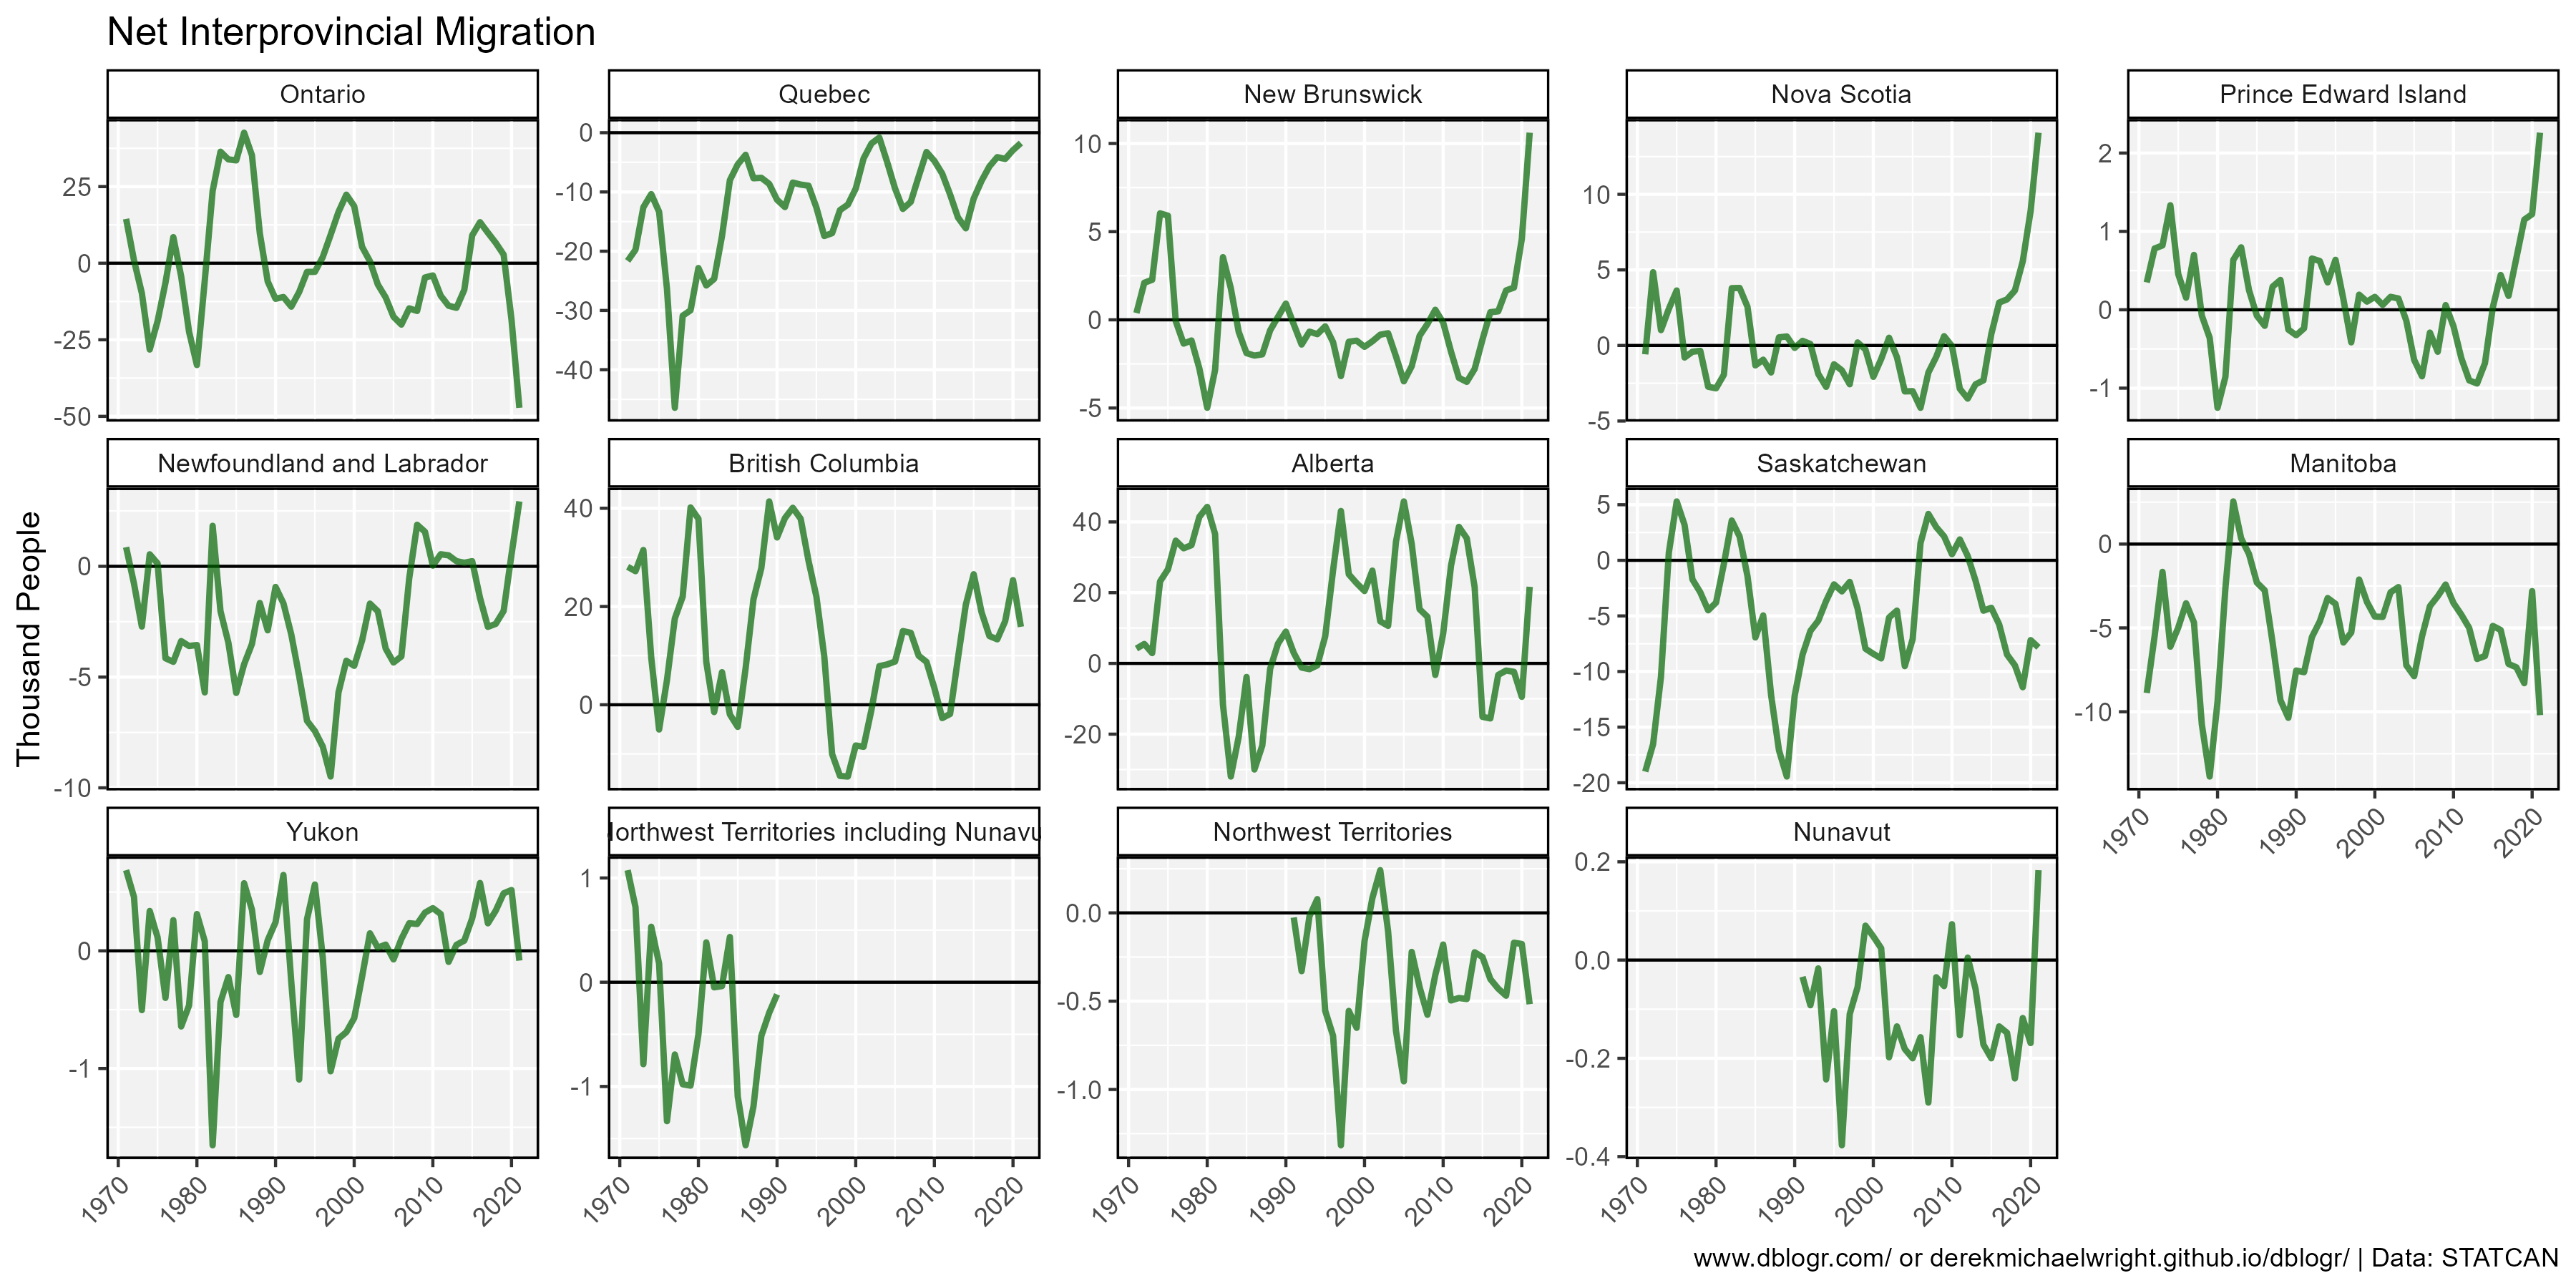 Net Interprovincial Migration
Ontario
Quebec
New Brunswick
Nova Scotia
Prince Edward Island
25
0
-25
-50
0
-10
-20
-30
-40
10
5
0
-5
10
5
0
-5
2
1
0
-1
Thousand People
Newfoundland and Labrador
British Columbia
Alberta
Saskatchewan
Manitoba
0
-5
-10
40
20
0
40
20
0
-20
5
0
-5
-10
-15
-20
0
-5
-10
1970 1980 1990 2000 2010 2020
Yukon
orthwest Territories including Nunavu
Northwest Territories
Nunavut
0
-1
1
0
-1
0.0
-0.5
-1.0
0.2
0.0
-0.2
-0.4
1970 1980 1990 2000 2010 2020
1970 1980 1990 2000 2010 2020
1970 1980 1990 2000 2010 2020
1970 1980 1990 2000 2010 2020
www.dblogr.com/ or derekmichaelwright.github.io/dblogr/ | Data: STATCAN